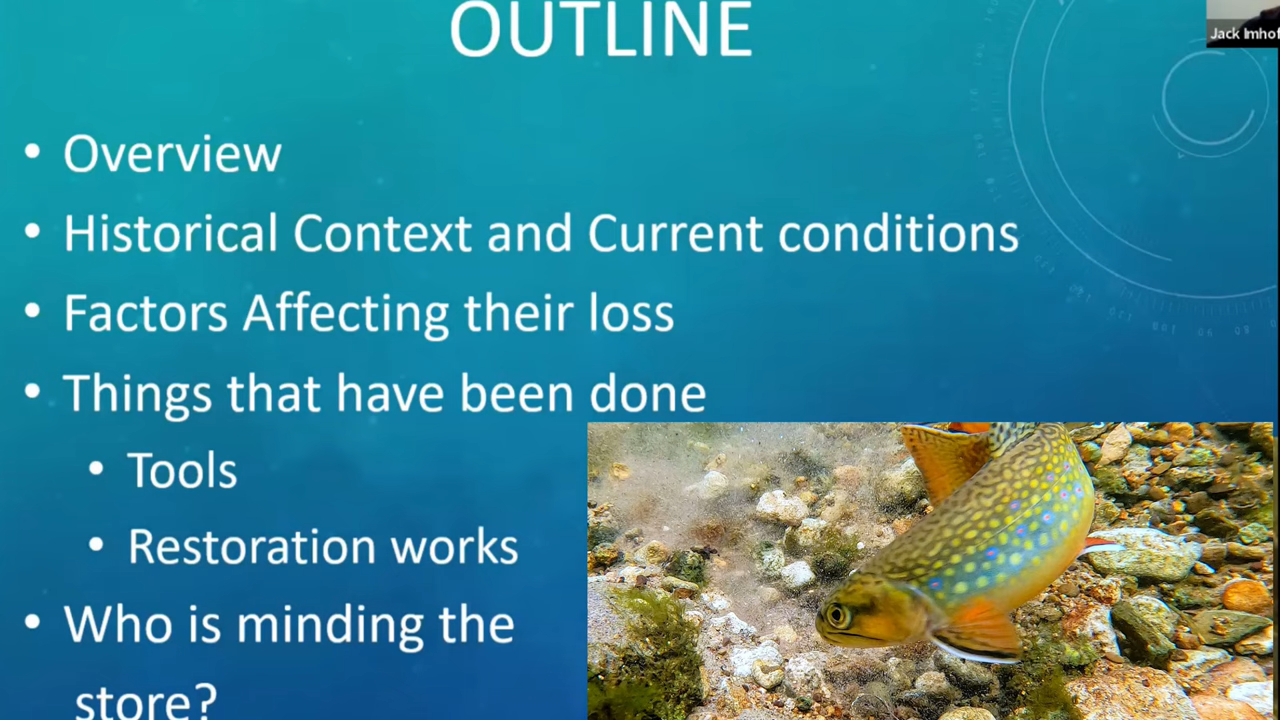 OUTLINE
Jack Imhof
• Overview
• Historical Context and Current conditions
• Factors Affecting their loss
• Things that have been done
• Tools
• Restoration works
• Who is minding the
store?